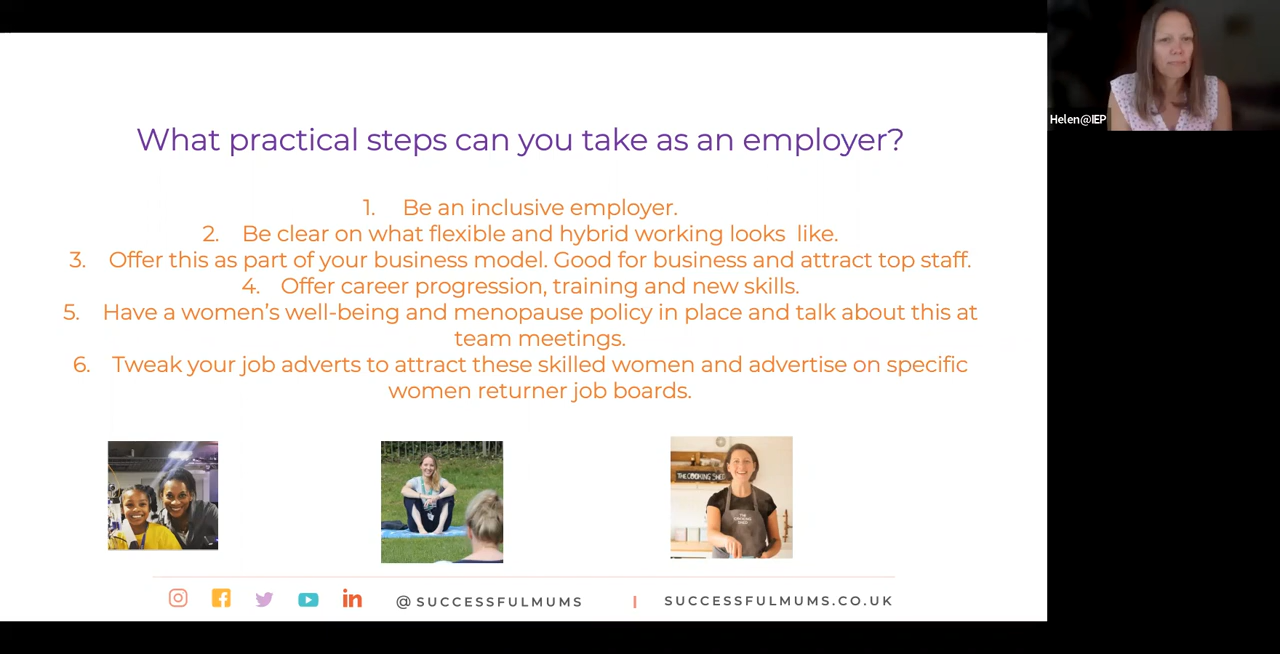 What practical steps can you take as an employer?
1. Be an inclusive employer.
2. Be clear on what flexible and hybrid working looks like.
3. Offer this as part of your business model. Good for business and attract top staff.
4. Offer career progression, training and new skills.
5. Have a women's well-being and menopause policy in place and talk about this at
team meetings.
6. Tweak your job adverts to attract these skilled women and advertise on specific
women returner job boards.
THE COOKING SHED
@SUCCESSFULMUMS | SUCCESSFULMUMS.CO.UK
Helen@IEP